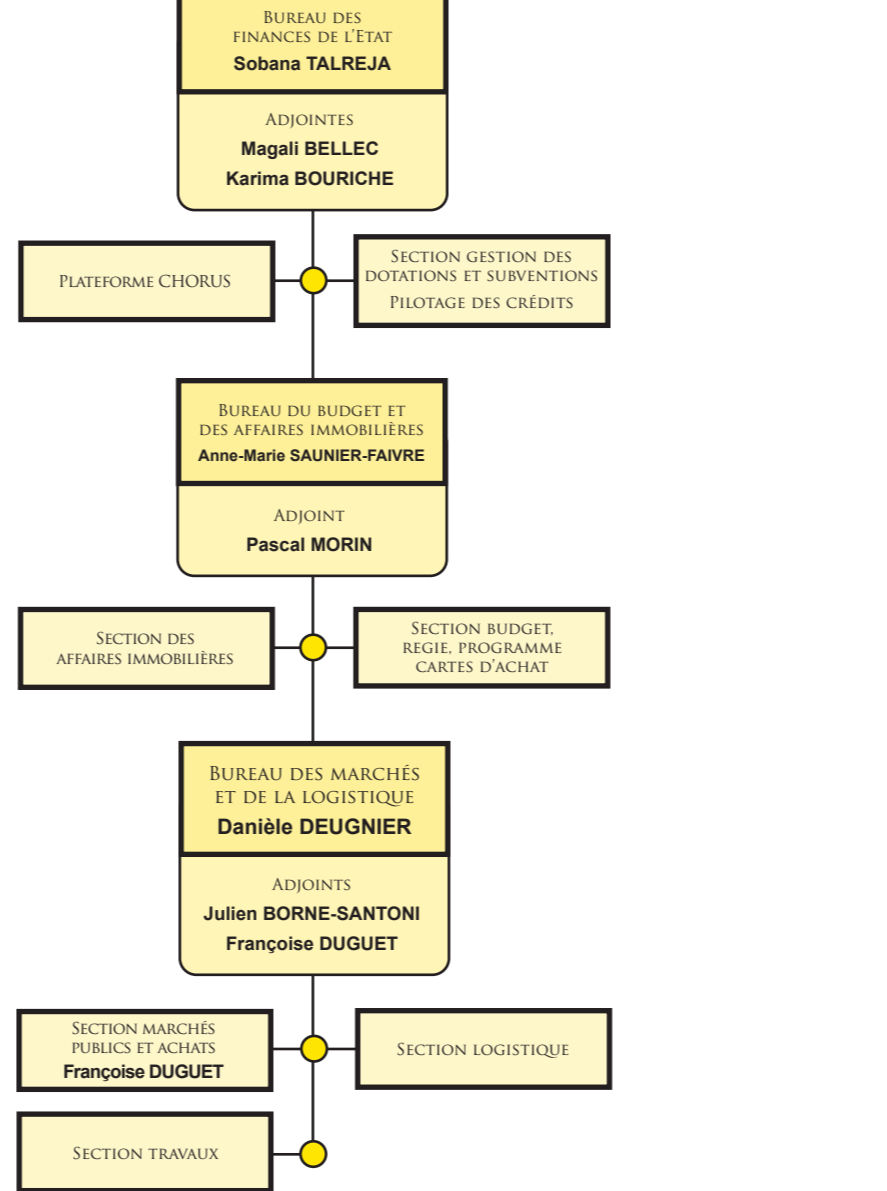 Bureau des
finances de l'Etat
Sobana TALREJA
Adjointes
Magali BELLEC
Karima BOURICHE
Plateforme CHORUS
Section gestion des
dotations et subventions
Pilotage des crédits
Bureau du budget et
des affaires immobilières
Anne-Marie SAUNIER-FAIVRE
Adjoint
Pascal MORIN
Section des
affaires immobilières
Section budget,
regie, programme
cartes d'achat
Bureau des marchés
et de la logistique
Danièle DEUGNIER
Adjoints
Julien BORNE-SANTONI
Françoise DUGUET
Section marchés
publics et achats
Françoise DUGUET
Section logistique
Section travaux